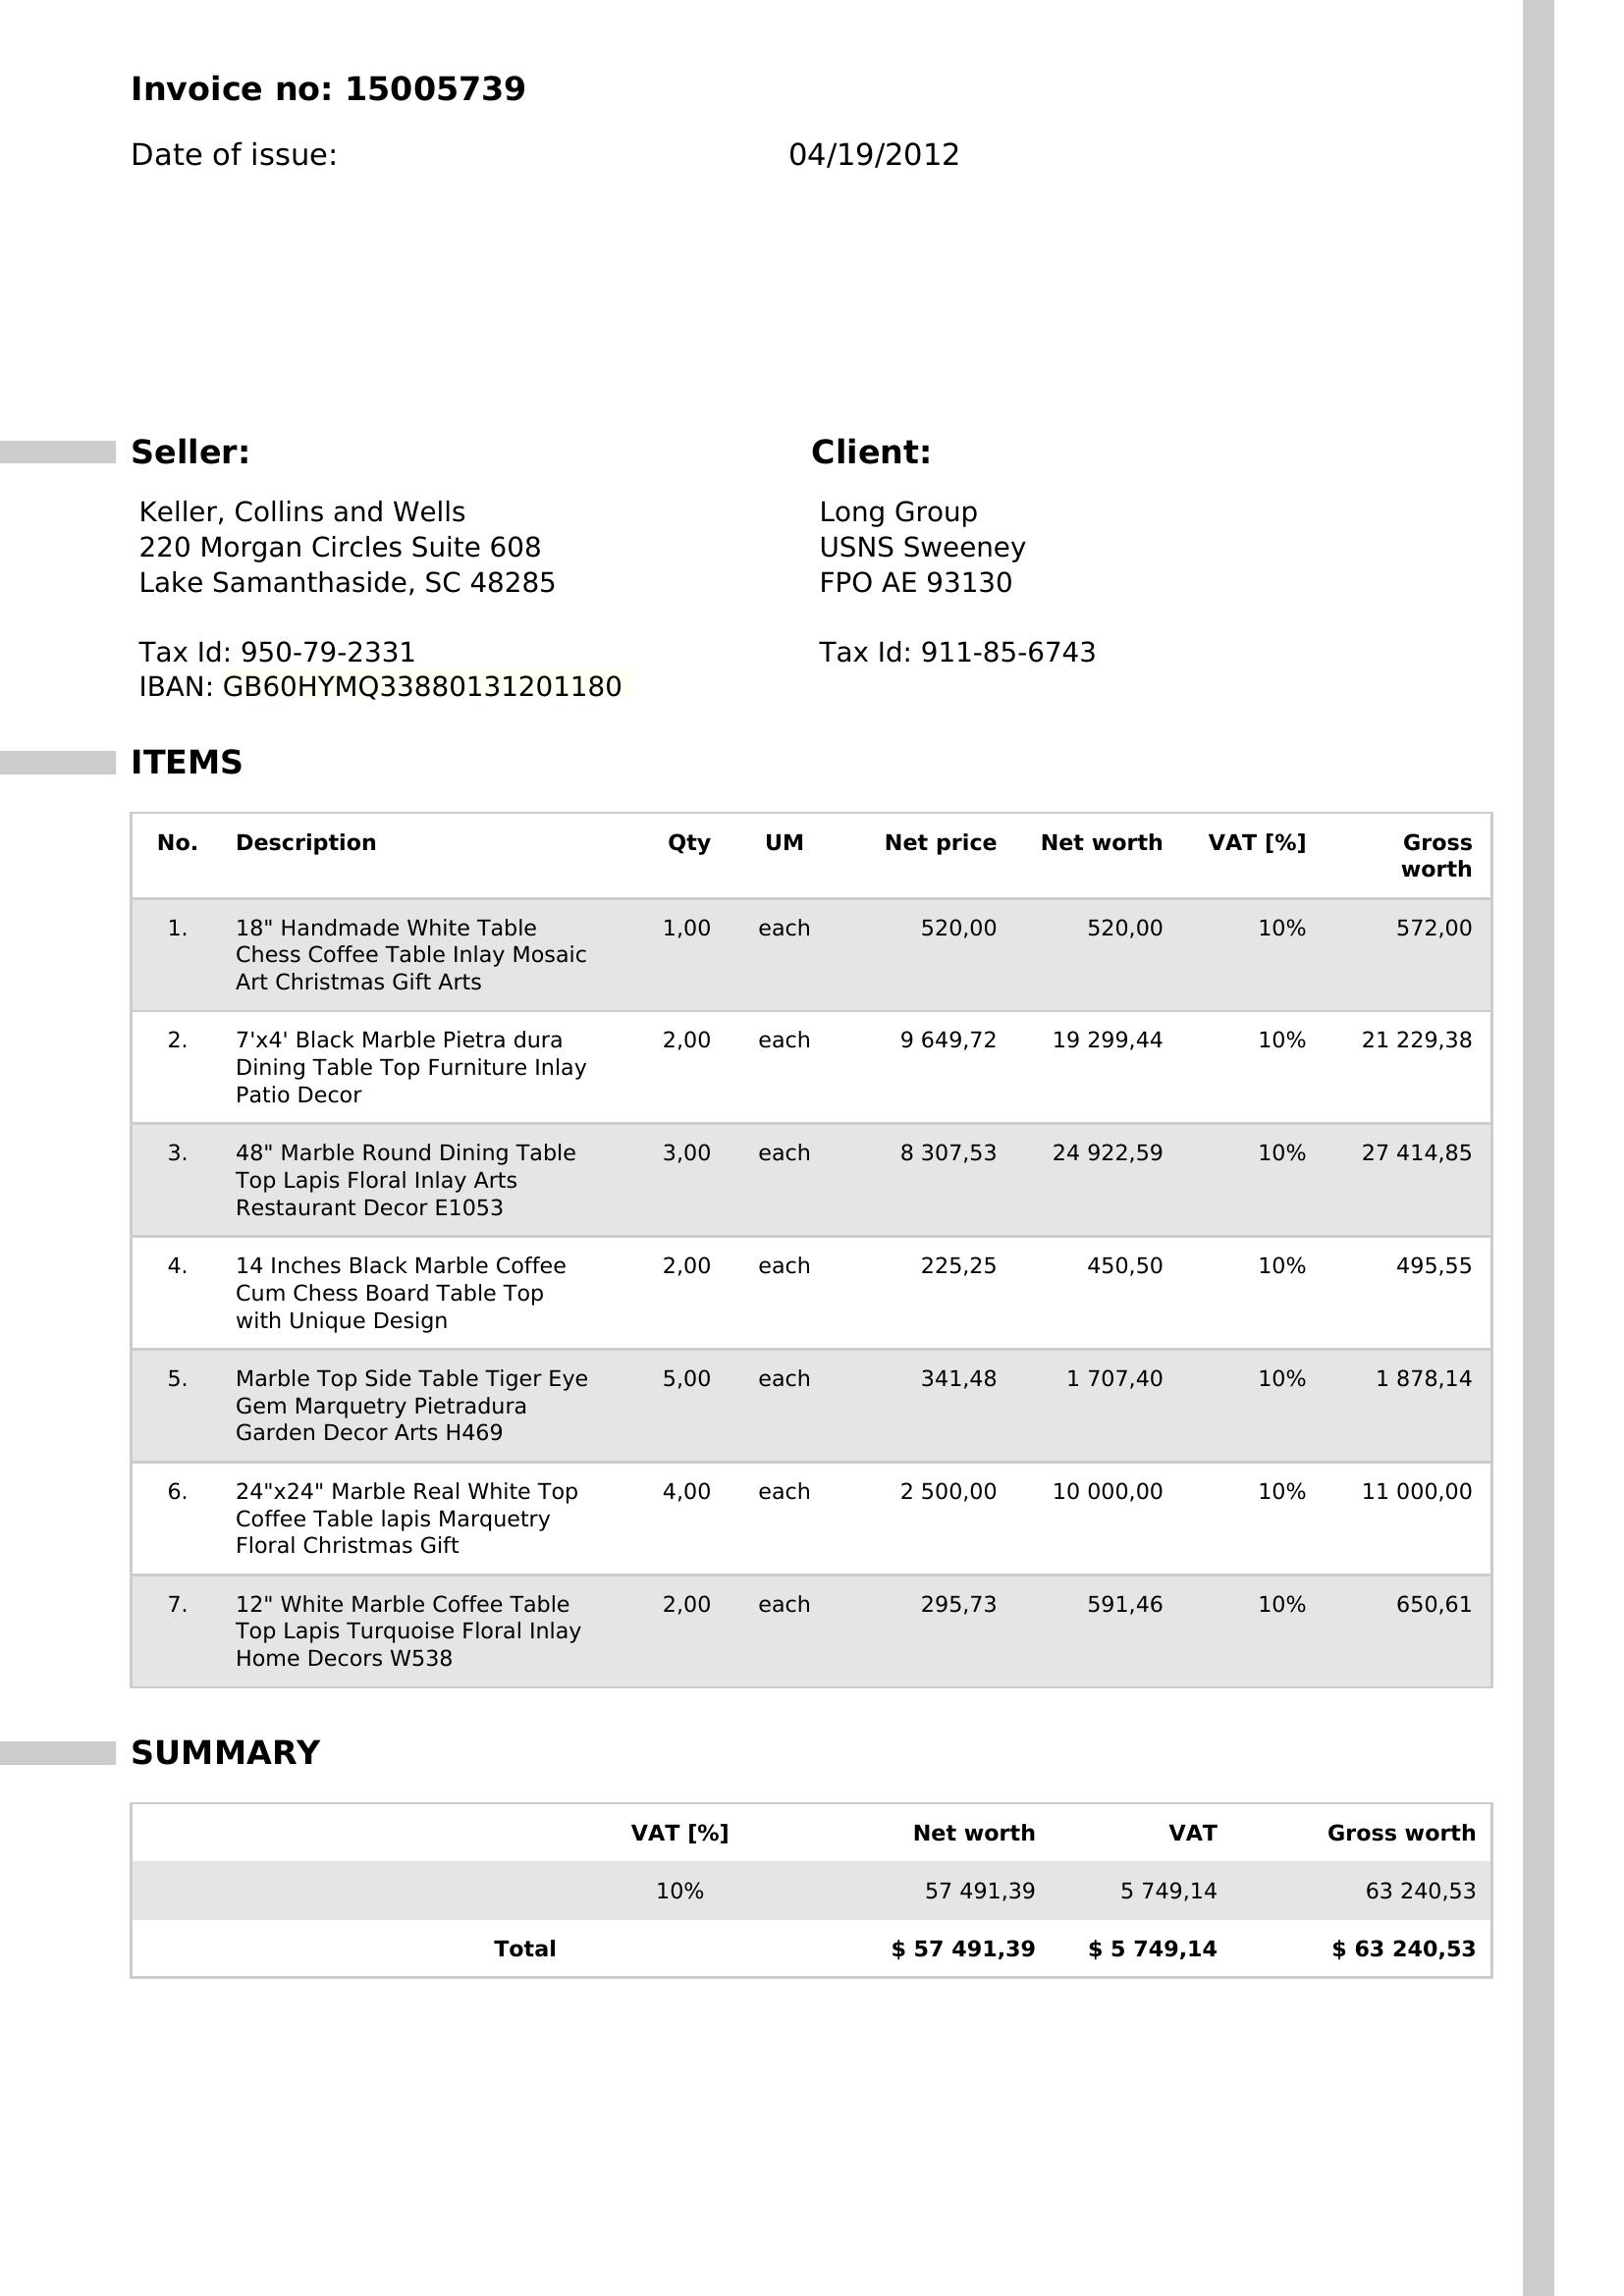 Invoice no: 15005739
Date of issue: 04/19/2012
Seller:
Keller, Collins and Wells
220 Morgan Circles Suite 608
Lake Samanthaside, SC 48285
Tax Id: 950-79-2331
IBAN: GB60HYMQ33880131201180
Client:
Long Group
USNS Sweeney
FPO AE 93130
Tax Id: 911-85-6743
ITEMS
No. Description Qty UM Net price Net worth VAT [%] Gross
worth
1. 18" Handmade White Table 1,00 each 520,00 520,00 10% 572,00
Chess Coffee Table Inlay Mosaic
Art Christmas Gift Arts
2. 7'x4' Black Marble Pietra dura 2,00 each 9 649,72 19 299,44 10% 21 229,38
Dining Table Top Furniture Inlay
Patio Decor
3. 48" Marble Round Dining Table 3,00 each 8 307,53 24 922,59 10% 27 414,85
Top Lapis Floral Inlay Arts
Restaurant Decor E1053
4. 14 Inches Black Marble Coffee 2,00 each 225,25 450,50 10% 495,55
Cum Chess Board Table Top
with Unique Design
5. Marble Top Side Table Tiger Eye 5,00 each 341,48 1 707,40 10% 1 878,14
Gem Marquetry Pietradura
Garden Decor Arts H469
6. 24"x24" Marble Real White Top 4,00 each 2 500,00 10 000,00 10% 11 000,00
Coffee Table lapis Marquetry
Floral Christmas Gift
7. 12" White Marble Coffee Table 2,00 each 295,73 591,46 10% 650,61
Top Lapis Turquoise Floral Inlay
Home Decors W538
SUMMARY
VAT [%] Net worth VAT Gross worth
10% 57 491,39 5 749,14 63 240,53
Total $ 57 491,39 $ 5 749,14 $ 63 240,53